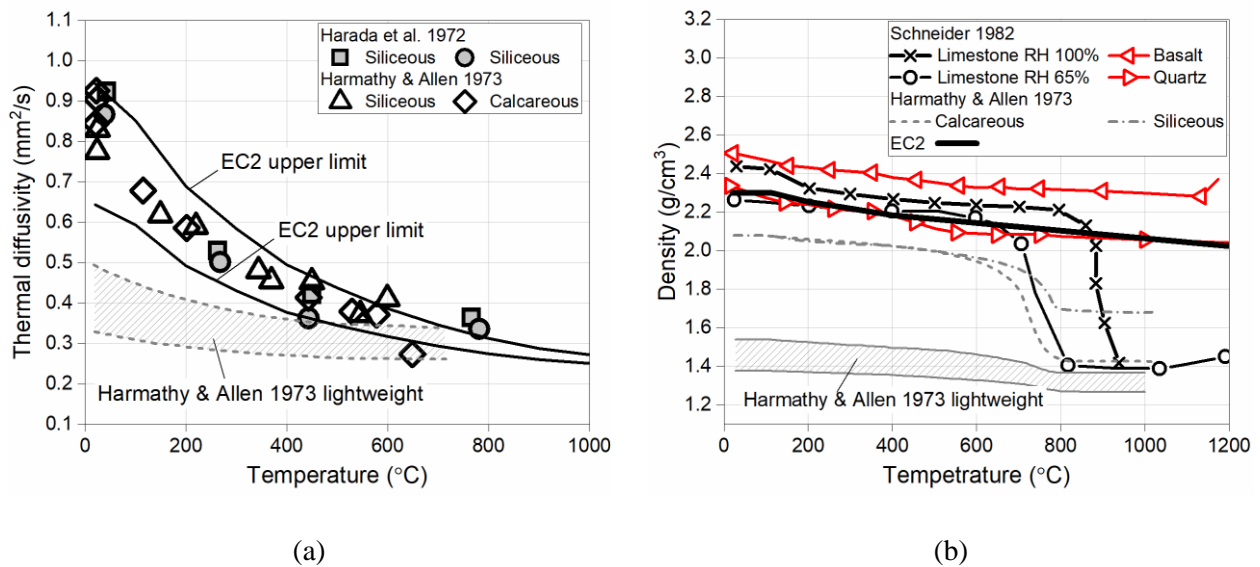 Harada et al. 1972
Siliceous Siliceous
Harmathy & Allen 1973
Siliceous Calcareous
EC2 upper limit
EC2 upper limit
Harmathy & Allen 1973 lightweight
Thermal diffusivity (mm²/s)
1.1
1.0
0.9
0.8
0.7
0.6
0.5
0.4
0.3
0.2
0.1
0 200 400 600 800 1000
Temperature (°C)
(a)
Schneider 1982
Limestone RH 100% Basalt
Limestone RH 65% Quartz
Harmathy & Allen 1973
Calcareous Siliceous
EC2
Harmathy & Allen 1973 lightweight
Density (g/cm³)
3.2
3.0
2.8
2.6
2.4
2.2
2.0
1.8
1.6
1.4
1.2
0 200 400 600 800 1000 1200
Tempetrature (°C)
(b)